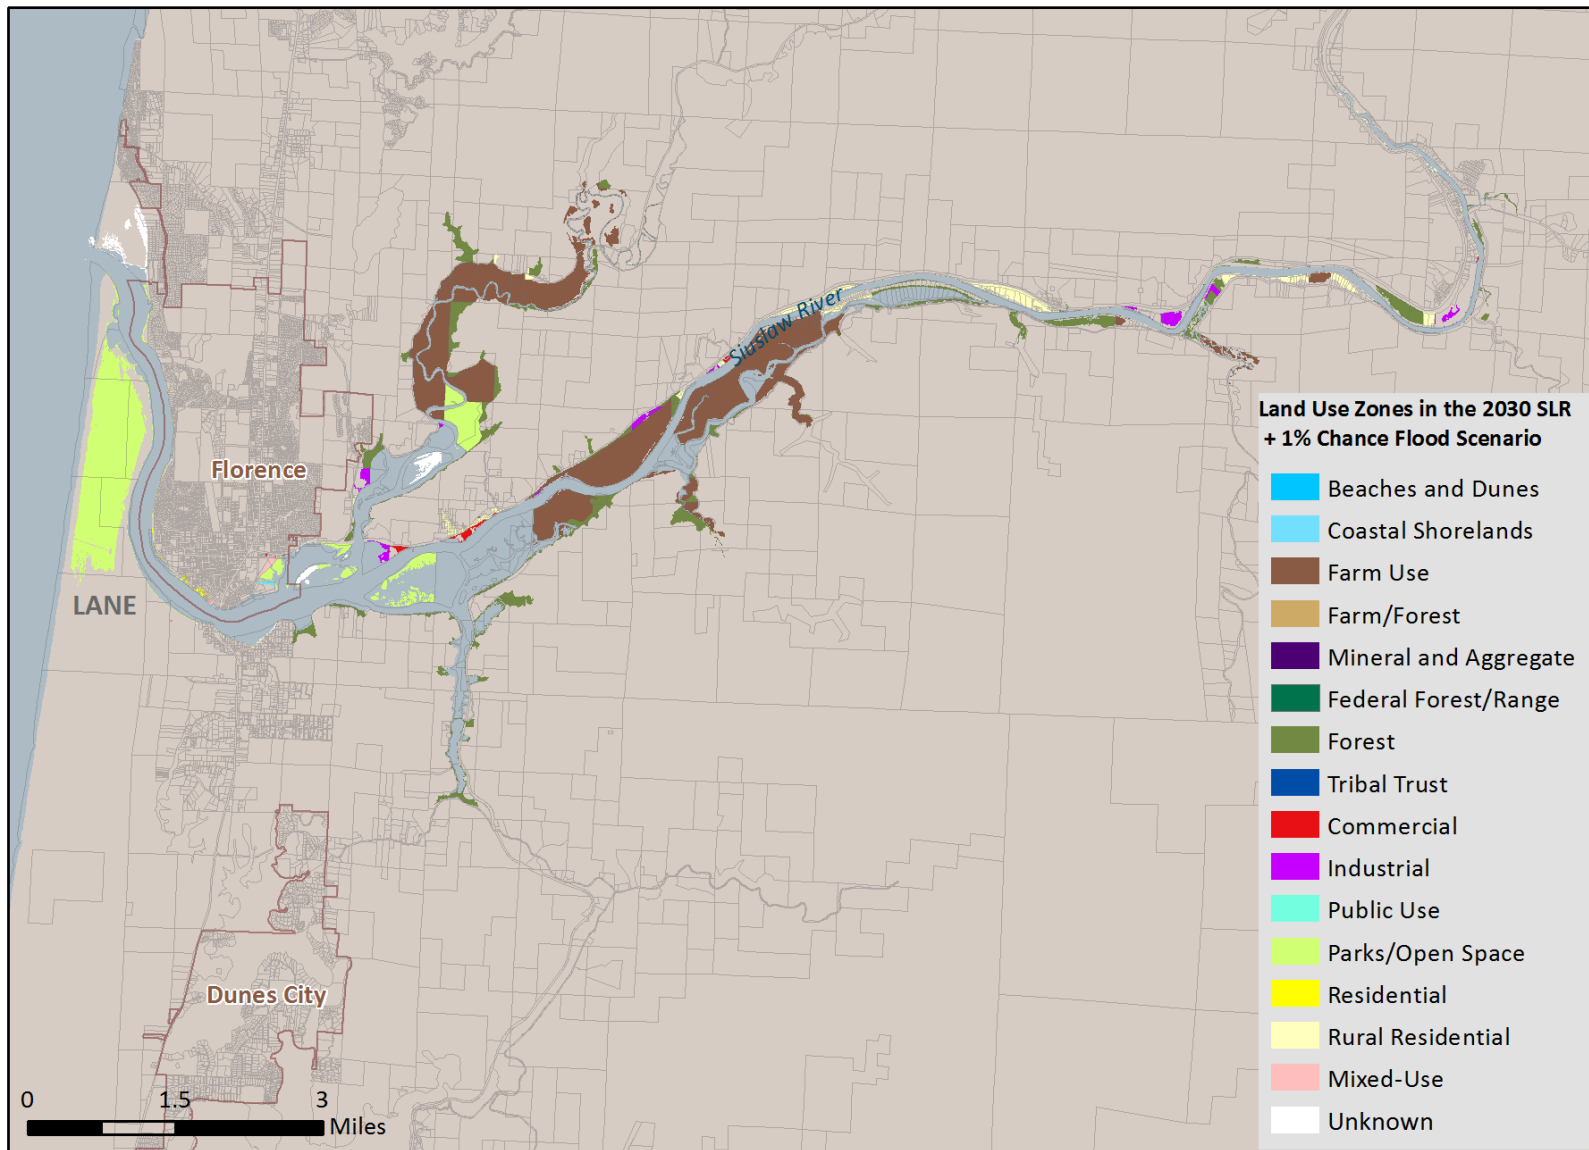 Siuslaw River
Florence
LANE
Dunes City
Land Use Zones in the 2030 SLR
+ 1% Chance Flood Scenario
Beaches and Dunes
Coastal Shorelands
Farm Use
Farm/Forest
Mineral and Aggregate
Federal Forest/Range
Forest
Tribal Trust
Commercial
Industrial
Public Use
Parks/Open Space
Residential
Rural Residential
Mixed-Use
Unknown
0 1.5 3
Miles